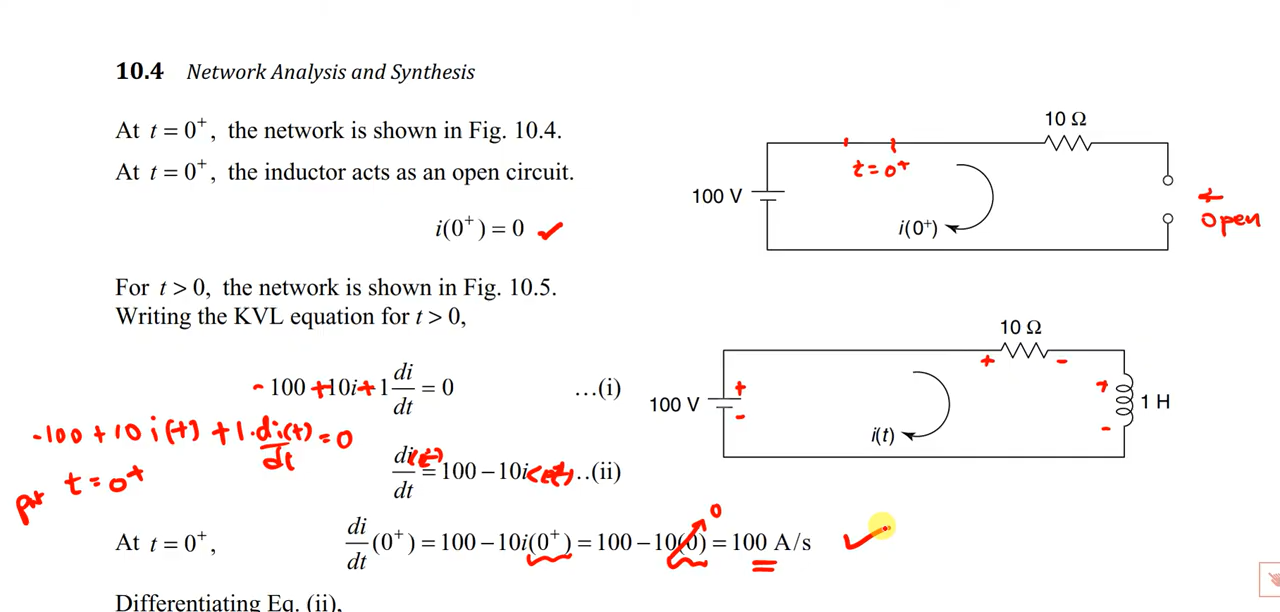 10.4 Network Analysis and Synthesis
At t = 0⁺, the network is shown in Fig. 10.4.
At t = 0⁺, the inductor acts as an open circuit.
i(0⁺) = 0
10 Ω
t = 0⁺
100 V
i(0⁺)
open
For t > 0, the network is shown in Fig. 10.5.
Writing the KVL equation for t > 0,
- 100 + 10i + 1 di/dt = 0 ...(i)
-100 + 10 i(t) + 1. di(t)/dt = 0
di(t)/dt = 100 – 10i(t) ...(ii)
put t = 0⁺
10 Ω
+ -
+
100 V
-
+
1 H
-
i(t)
0
At t = 0⁺, di/dt (0⁺) = 100 – 10i(0⁺) = 100 – 10(0) = 100 A/s
Differentiating Eq. (ii),